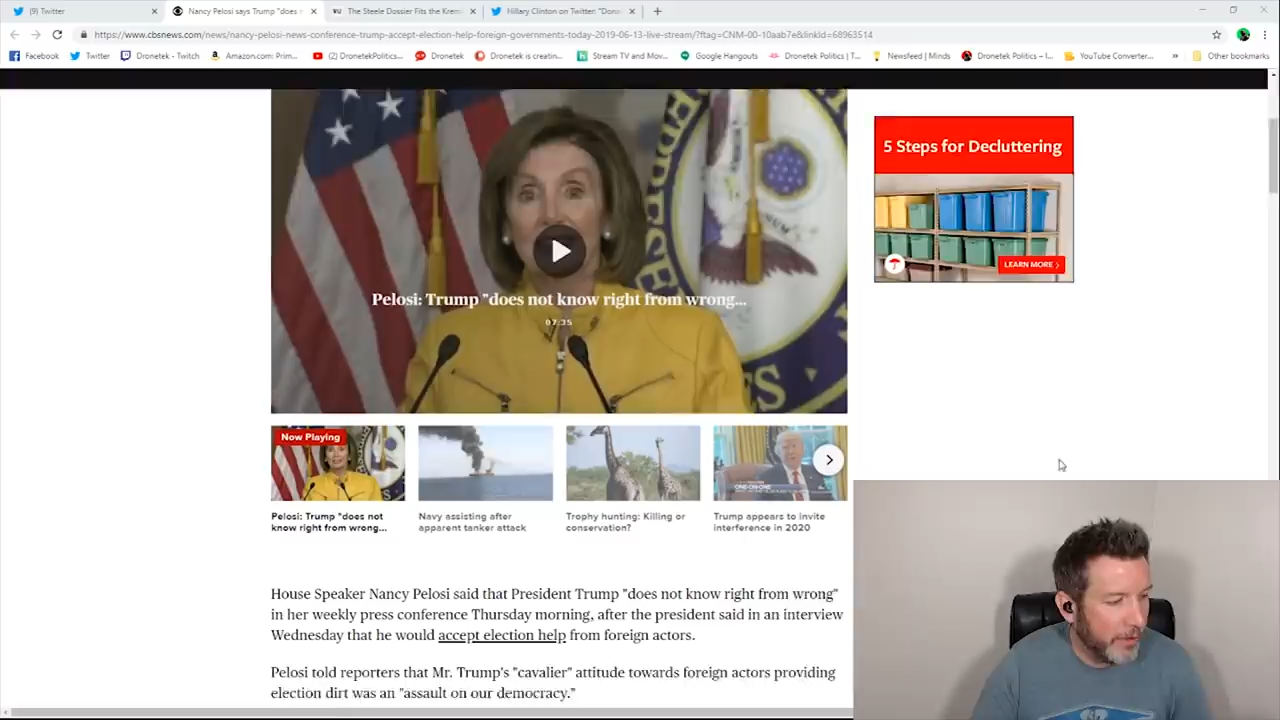 (9) Twitter
Nancy Pelosi says Trump "does n
The Steele Dossier Fits the Kreml
Hillary Clinton on Twitter: "Dona
https://www.cbsnews.com/news/nancy-pelosi-news-conference-trump-accept-election-help-foreign-governments-today-2019-06-13-live-stream/?ftag=CNM-00-10aab7e&linkId=68963514
Facebook
Twitter
Dronetek - Twitch
Amazon.com: Prim...
(2) DronetekPolitics...
Dronetek
Dronetek is creatin...
Stream TV and Mov...
Google Hangouts
Dronetek Politics | T...
Newsfeed | Minds
Dronetek Politics – I...
YouTube Converter...
Other bookmarks
5 Steps for Decluttering
LEARN MORE >
Pelosi: Trump "does not know right from wrong...
07:35
Now Playing
Pelosi: Trump "does not
know right from wrong...
Navy assisting after
apparent tanker attack
Trophy hunting: Killing or
conservation?
ONE-ON-ONE
Trump appears to invite
interference in 2020
House Speaker Nancy Pelosi said that President Trump "does not know right from wrong"
in her weekly press conference Thursday morning, after the president said in an interview
Wednesday that he would accept election help from foreign actors.
Pelosi told reporters that Mr. Trump's "cavalier" attitude towards foreign actors providing
election dirt was an "assault on our democracy."